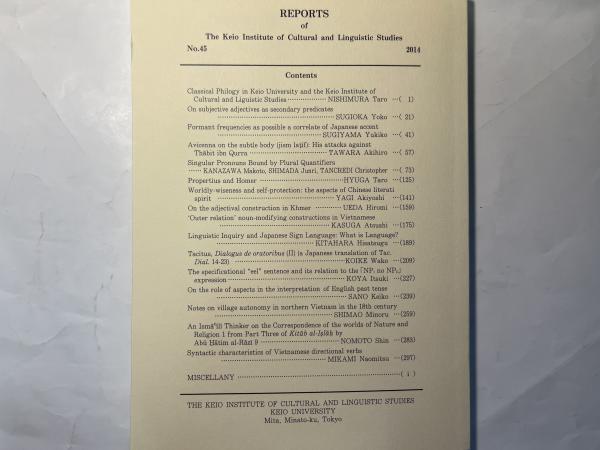 REPORTS
of
The Keio Institute of Cultural and Linguistic Studies
No.45 2014
Contents
Classical Philogy in Keio University and the Keio Institute of
Cultural and Liguistic Studies ……………… NISHIMURA Taro …( 1)
On subjective adjectives as secondary predicates
……………………………………………… SUGIOKA Yoko …( 21)
Formant frequencies as possible a correlate of Japanese accent
……………………………………………… SUGIYAMA Yukiko …( 41)
Avicenna on the subtle body (jism laṭīf): His attacks against
Thābit ibn Qurra ……………………………… TAWARA Akihiro …( 57)
Singular Pronouns Bound by Plural Quantifiers
…… KANAZAWA Makoto, SHIMADA Junri, TANCREDI Christopher …( 73)
Propertius and Homer ……………………………… HYUGA Taro …(125)
Worldly-wiseness and self-protection: the aspects of Chinese literati
spirit ……………………………………………… YAGI Akiyoshi …(141)
On the adjectival construction in Khmer ………… UEDA Hiromi …(159)
'Outer relation' noun-modifying constructions in Vietnamese
……………………………………………… KASUGA Atsushi …(175)
Linguistic Inquiry and Japanese Sign Language: What is Language?
……………………………………………… KITAHARA Hisatsugu …(189)
Tacitus, Dialogus de oratoribus (II) (a Japanese translation of Tac.
Dial. 14-23) ……………………………………… KOIKE Wako …(209)
The specificational "eel" sentence and its relation to the「NP₁ no NP₂」
expression ……………………………………… KOYA Itsuki …(227)
On the role of aspects in the interpretation of English past tense
……………………………………………… SANO Keiko …(239)
Notes on village autonomy in northern Vietnam in the 18th century
……………………………………………… SHIMAO Minoru …(259)
An Ismāʿīlī Thinker on the Correspondence of the worlds of Nature and
Religion 1 from Part Three of Kitāb al-Iṣlāḥ by
Abū Ḥātim al-Rāzī 9 ……………………… NOMOTO Shin …(283)
Syntactic characteristics of Vietnamese directional verbs
……………………………………………… MIKAMI Naomitsu …(297)
MISCELLANY ……………………………………………………( i )
THE KEIO INSTITUTE OF CULTURAL AND LINGUISTIC STUDIES
KEIO UNIVERSITY
Mita, Minato-ku, Tokyo